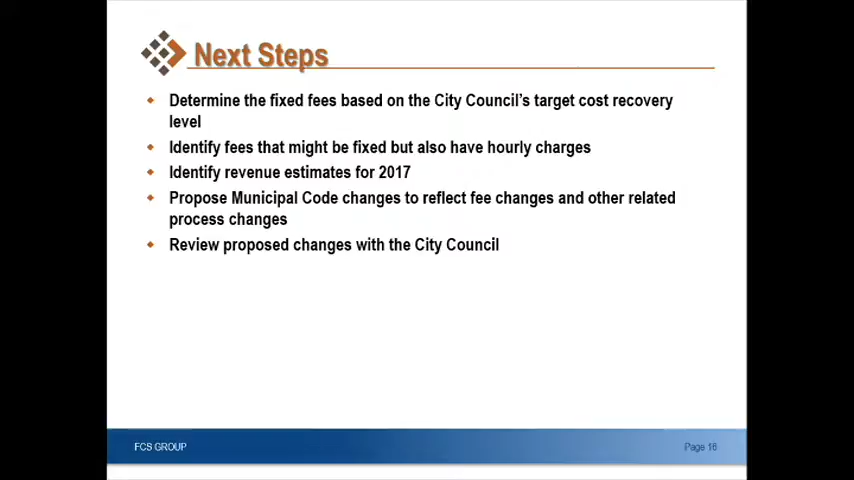 Next Steps
Determine the fixed fees based on the City Council's target cost recovery
level
Identify fees that might be fixed but also have hourly charges
Identify revenue estimates for 2017
Propose Municipal Code changes to reflect fee changes and other related
process changes
Review proposed changes with the City Council
FCS GROUP
Page 16